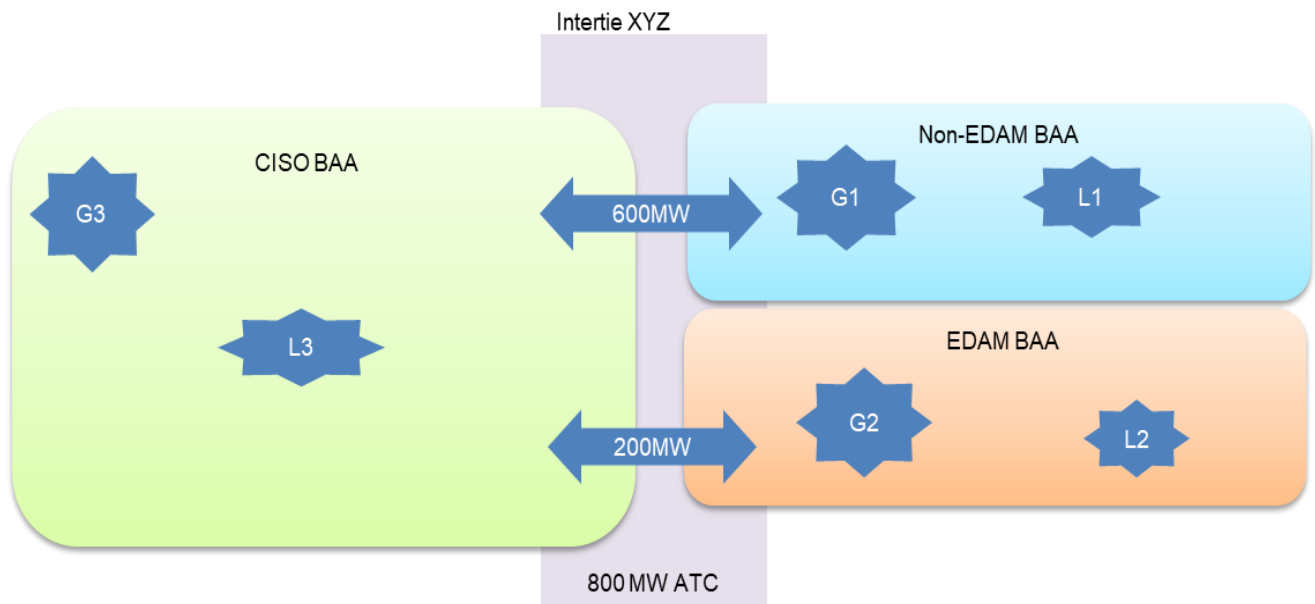 Intertie XYZ
CISO BAA
G3
L3
600MW
200MW
Non-EDAM BAA
G1
L1
EDAM BAA
G2
L2
800 MW ATC